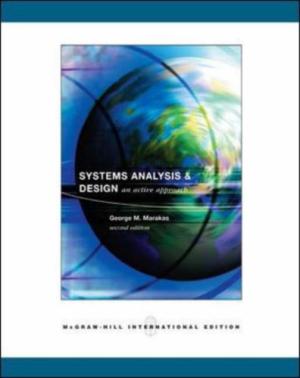 SYSTEMS ANALYSIS &
DESIGN an active approach
George M. Marakas
second edition
McGRAW-HILL INTERNATIONAL EDITION